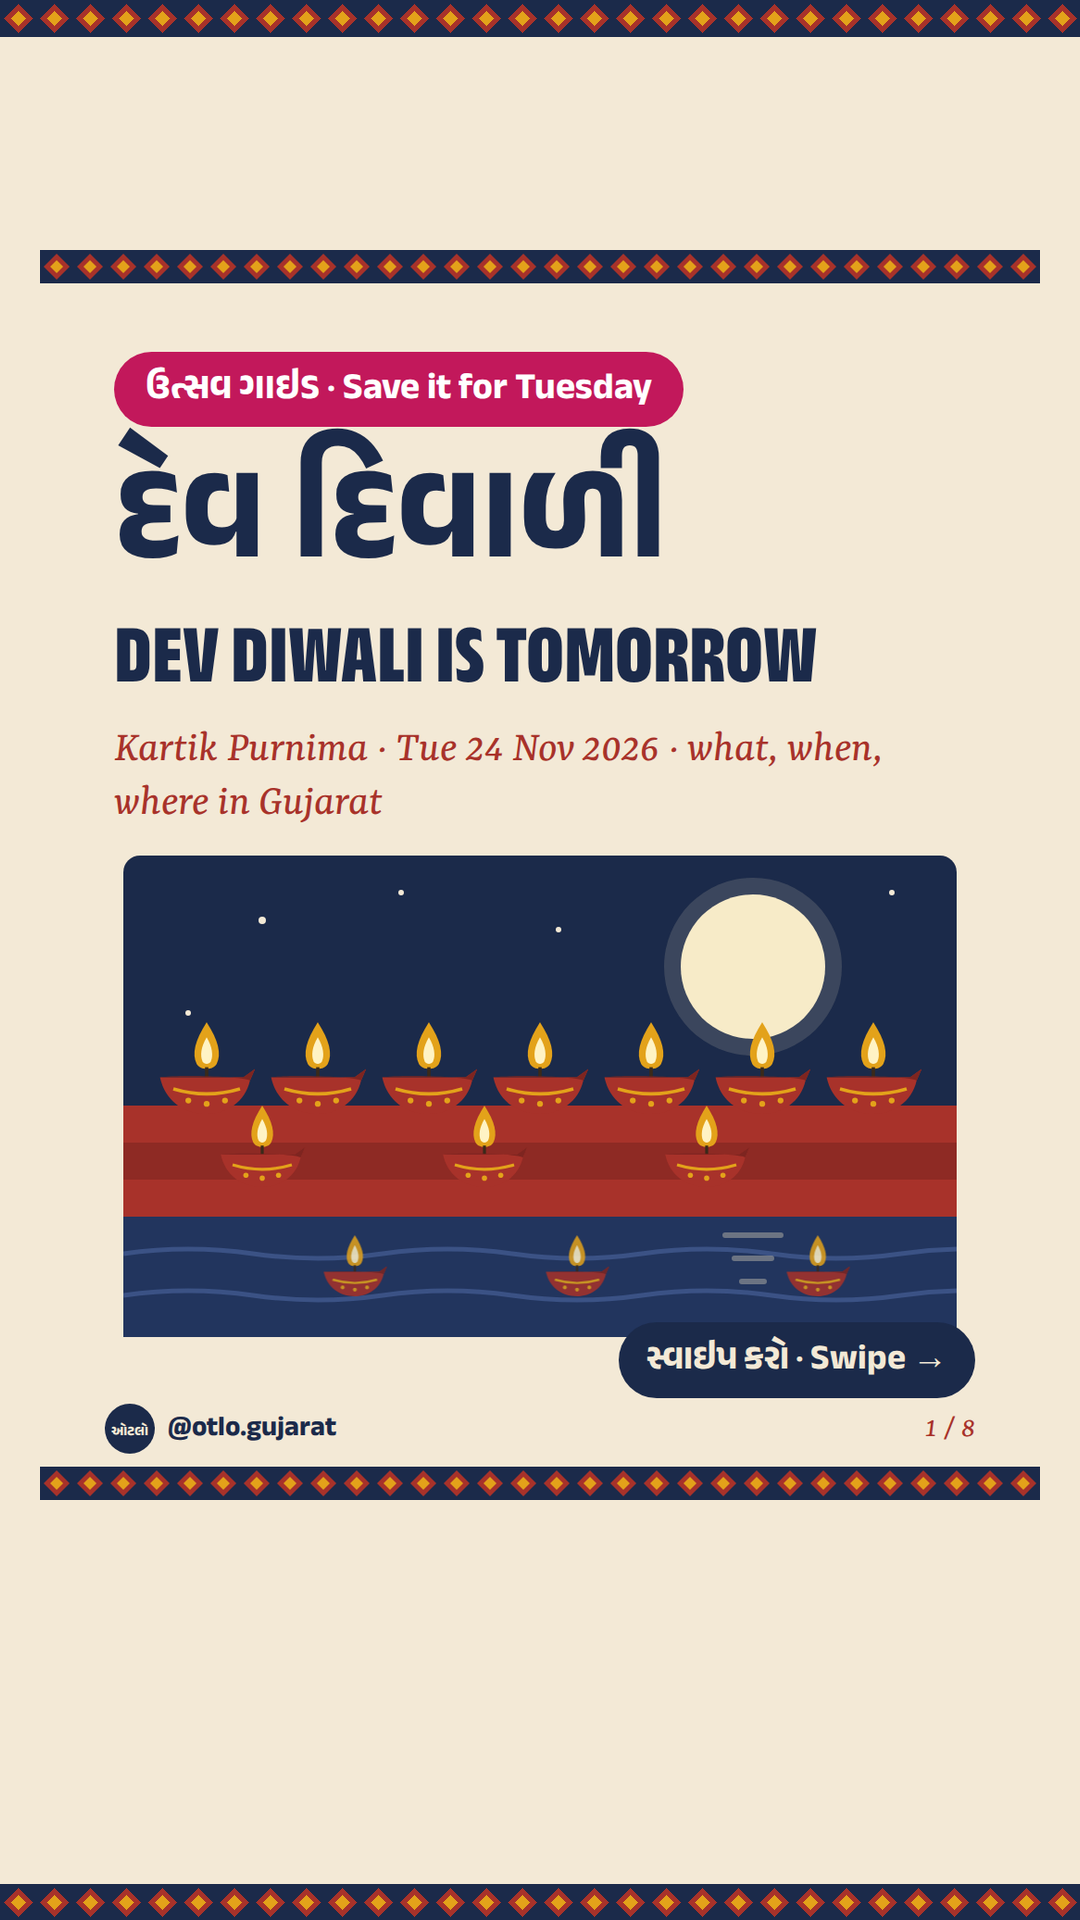 ઉત્સવ ગાઇડ · Save it for Tuesday
દેવ દિવાળી
DEV DIWALI IS TOMORROW
Kartik Purnima · Tue 24 Nov 2026 · what, when,
where in Gujarat
સ્વાઇપ કરો · Swipe →
ઓટલો @otlo.gujarat
1 / 8